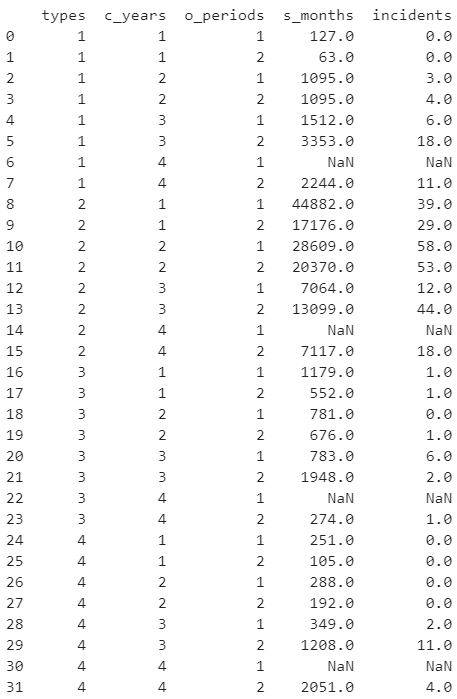 types c_years o_periods s_months incidents
0 1 1 1 127.0 0.0
1 1 1 2 63.0 0.0
2 1 2 1 1095.0 3.0
3 1 2 2 1095.0 4.0
4 1 3 1 1512.0 6.0
5 1 3 2 3353.0 18.0
6 1 4 1 NaN NaN
7 1 4 2 2244.0 11.0
8 2 1 1 44882.0 39.0
9 2 1 2 17176.0 29.0
10 2 2 1 28609.0 58.0
11 2 2 2 20370.0 53.0
12 2 3 1 7064.0 12.0
13 2 3 2 13099.0 44.0
14 2 4 1 NaN NaN
15 2 4 2 7117.0 18.0
16 3 1 1 1179.0 1.0
17 3 1 2 552.0 1.0
18 3 2 1 781.0 0.0
19 3 2 2 676.0 1.0
20 3 3 1 783.0 6.0
21 3 3 2 1948.0 2.0
22 3 4 1 NaN NaN
23 3 4 2 274.0 1.0
24 4 1 1 251.0 0.0
25 4 1 2 105.0 0.0
26 4 2 1 288.0 0.0
27 4 2 2 192.0 0.0
28 4 3 1 349.0 2.0
29 4 3 2 1208.0 11.0
30 4 4 1 NaN NaN
31 4 4 2 2051.0 4.0